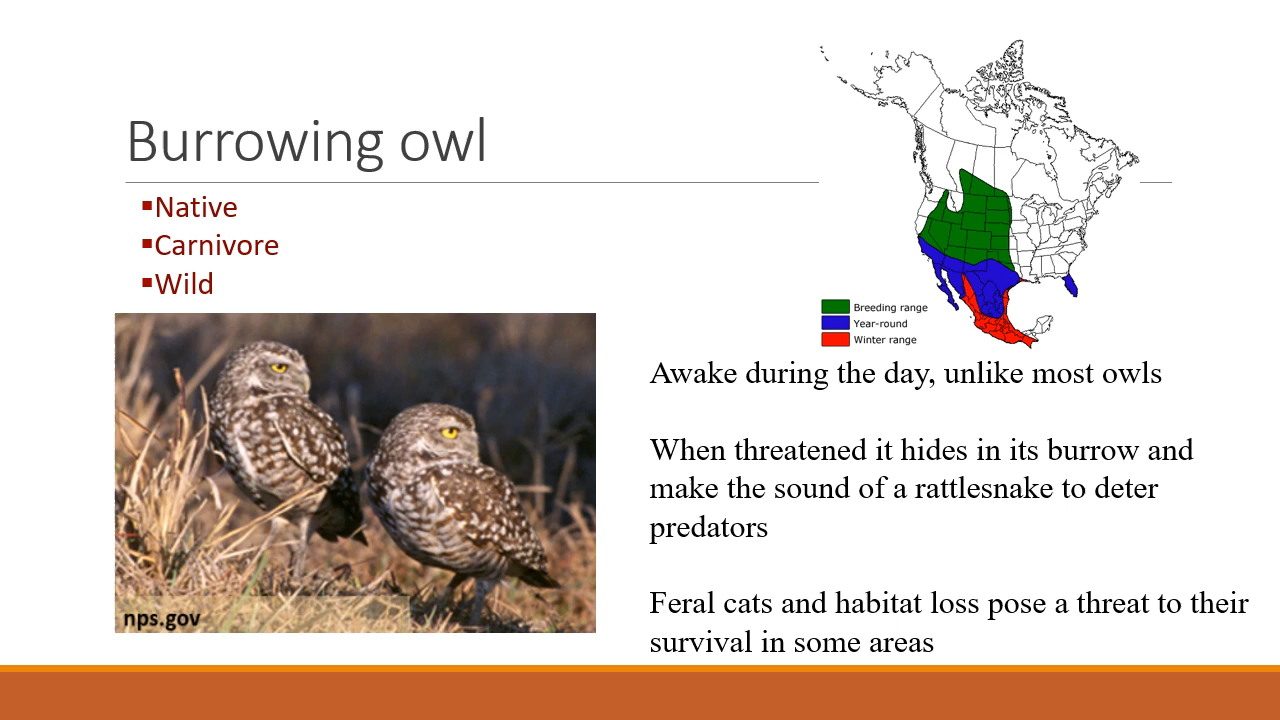 Burrowing owl
▪Native
▪Carnivore
▪Wild
Breeding range
Year-round
Winter range
nps.gov
Awake during the day, unlike most owls
When threatened it hides in its burrow and
make the sound of a rattlesnake to deter
predators
Feral cats and habitat loss pose a threat to their
survival in some areas